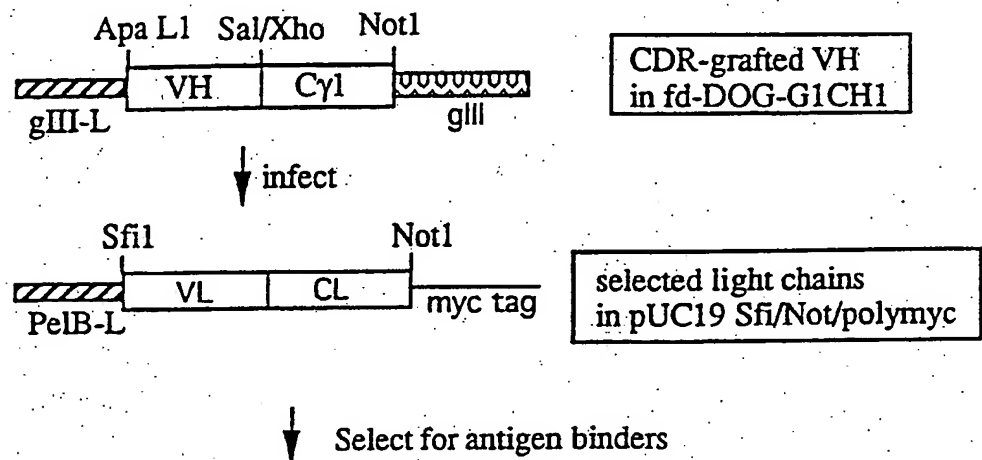 Apa L1 Sal/Xho Not1
VH Cγ1
gIII-L gIII
CDR-grafted VH
in fd-DOG-G1CH1
infect
Sfi1 Not1
VL CL
PelB-L myc tag
selected light chains
in pUC19 Sfi/Not/polymyc
Select for antigen binders